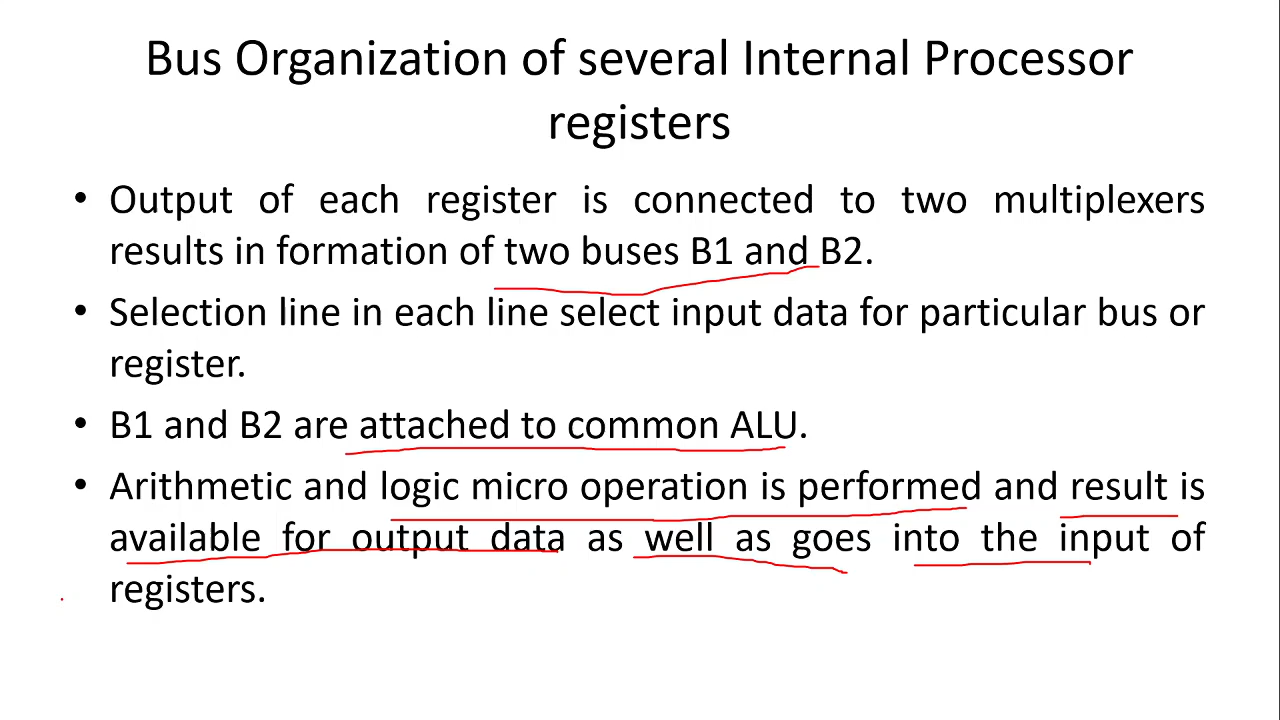 Bus Organization of several Internal Processor
registers
• Output of each register is connected to two multiplexers
results in formation of two buses B1 and B2.
• Selection line in each line select input data for particular bus or
register.
• B1 and B2 are attached to common ALU.
• Arithmetic and logic micro operation is performed and result is
available for output data as well as goes into the input of
registers.